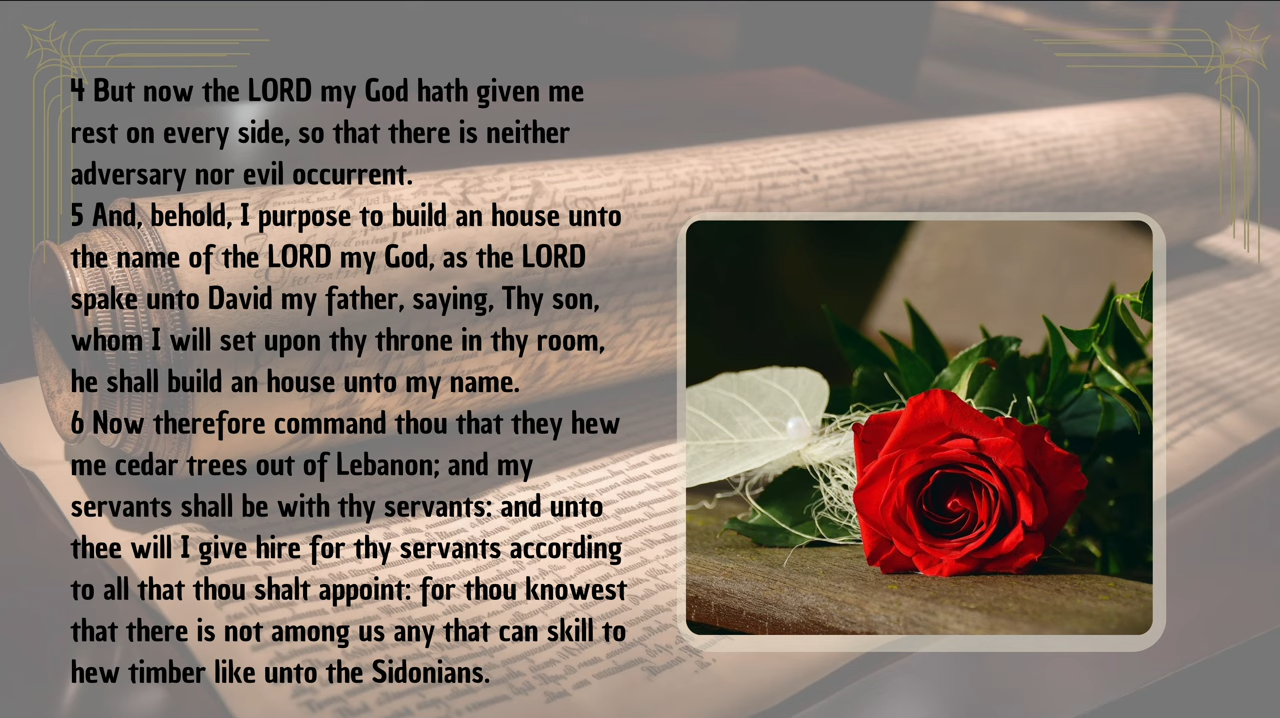 4 But now the LORD my God hath given me
rest on every side, so that there is neither
adversary nor evil occurrent.
5 And, behold, I purpose to build an house unto
the name of the LORD my God, as the LORD
spake unto David my father, saying, Thy son,
whom I will set upon thy throne in thy room,
he shall build an house unto my name.
6 Now therefore command thou that they hew
me cedar trees out of Lebanon; and my
servants shall be with thy servants: and unto
thee will I give hire for thy servants according
to all that thou shalt appoint: for thou knowest
that there is not among us any that can skill to
hew timber like unto the Sidonians.